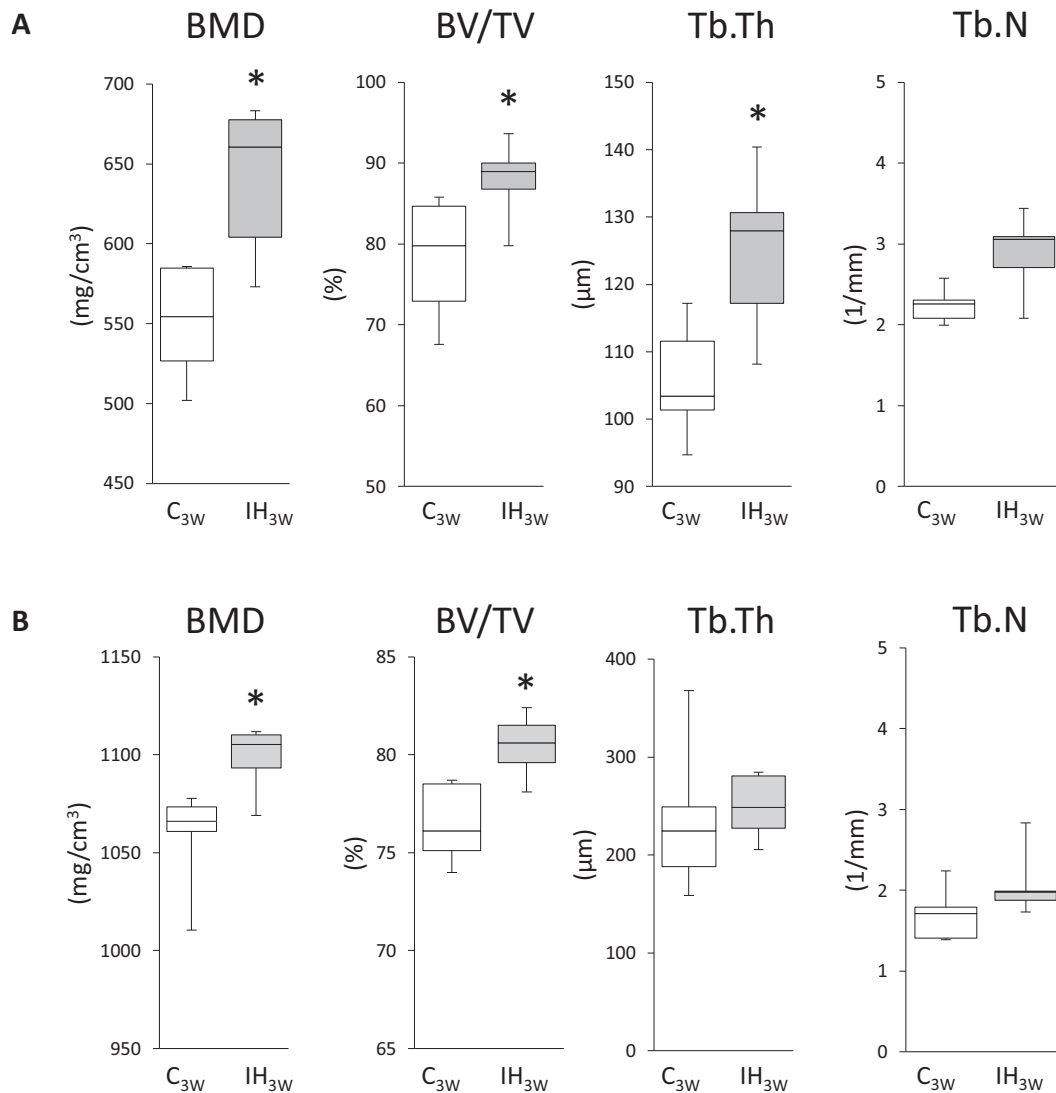 A
BMD
BV/TV
Tb.Th
Tb.N
*
*
*
700
650
600
550
500
450
(mg/cm³)
C3W IH3W
100
90
80
70
60
50
(%)
C3W IH3W
150
140
130
120
110
100
90
(µm)
C3W IH3W
5
4
3
2
1
0
(1/mm)
C3W IH3W
B
BMD
BV/TV
Tb.Th
Tb.N
*
*
1150
1100
1050
1000
950
(mg/cm³)
C3W IH3W
85
80
75
70
65
(%)
C3W IH3W
400
300
200
100
0
(µm)
C3W IH3W
5
4
3
2
1
0
(1/mm)
C3W IH3W